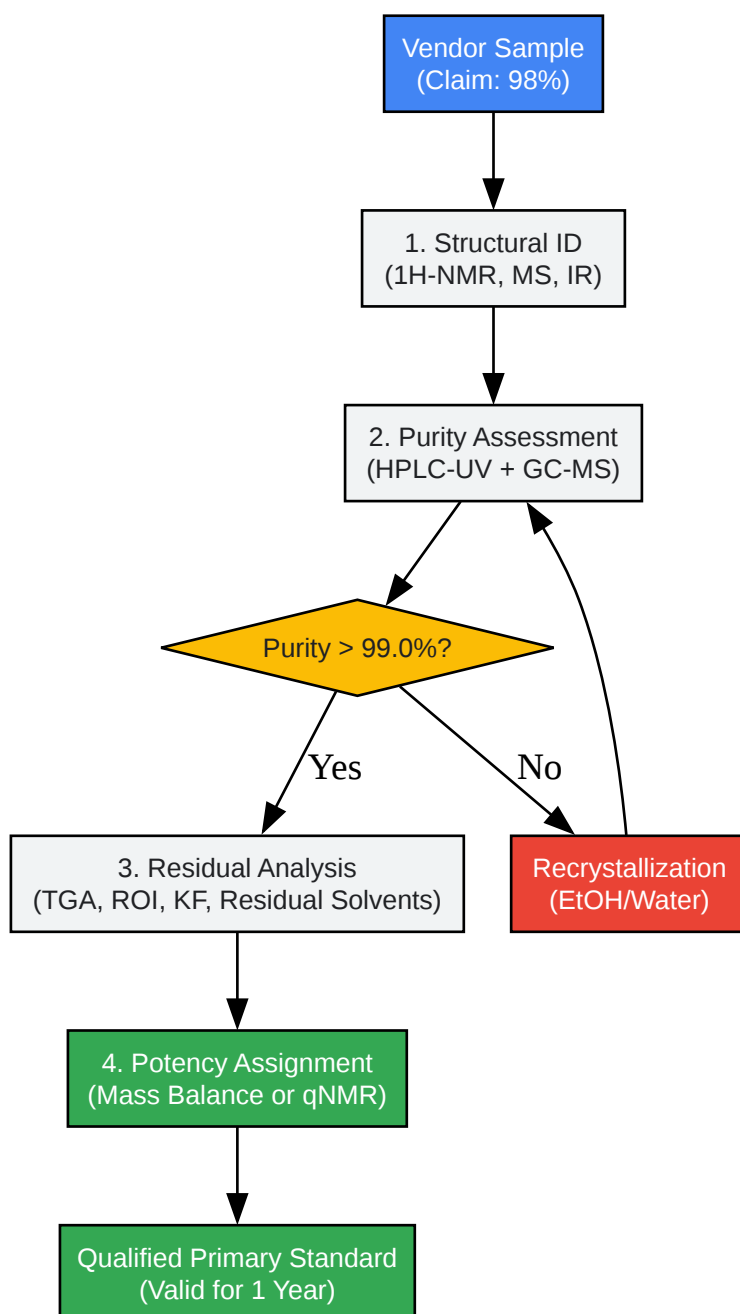 Vendor Sample
(Claim: 98%)
1. Structural ID
(1H-NMR, MS, IR)
2. Purity Assessment
(HPLC-UV + GC-MS)
Purity > 99.0%?
Yes
No
3. Residual Analysis
(TGA, ROI, KF, Residual Solvents)
Recrystallization
(EtOH/Water)
4. Potency Assignment
(Mass Balance or qNMR)
Qualified Primary Standard
(Valid for 1 Year)